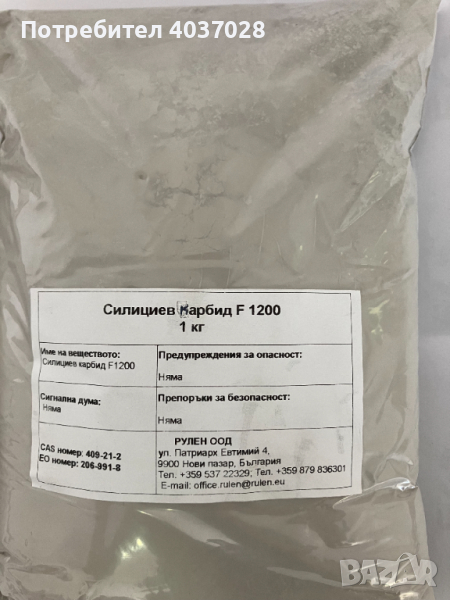 Потребител 4037028
Силициев Карбид F 1200
1 кг
Име на веществото:
Силициев карбид F1200
Предупреждения за опасност:
Няма
Сигнална дума:
Няма
Препоръки за безопасност:
Няма
CAS номер: 409-21-2
ЕО номер: 206-991-8
РУЛЕН ООД
ул. Патриарх Евтимий 4,
9900 Нови пазар, България
Тел. +359 537 22329; Тел. +359 879 836301
E-mail: office.rulen@rulen.eu
BAZAR